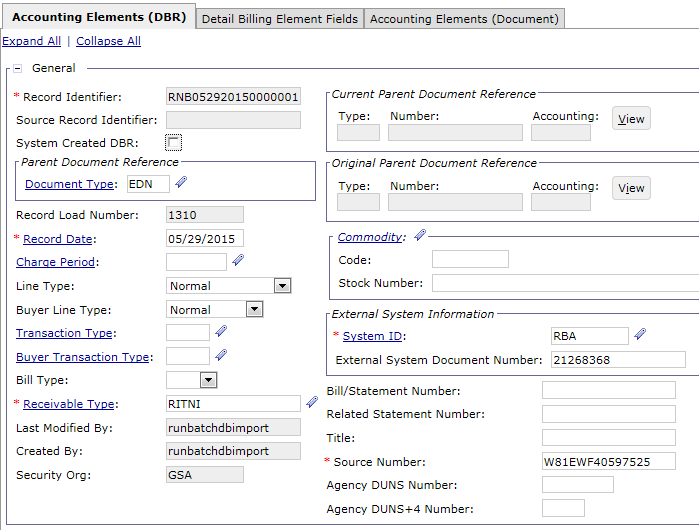 Accounting Elements (DBR) Detail Billing Element Fields Accounting Elements (Document)
Expand All | Collapse All
General
* Record Identifier: RNB052920150000001
Source Record Identifier:
System Created DBR:
Parent Document Reference
Document Type: EDN
Record Load Number: 1310
* Record Date: 05/29/2015
Charge Period:
Line Type: Normal
Buyer Line Type: Normal
Transaction Type:
Buyer Transaction Type:
Bill Type:
* Receivable Type: RITNI
Last Modified By: runbatchdbimport
Created By: runbatchdbimport
Security Org: GSA
Current Parent Document Reference
Type: Number: Accounting:
View
Original Parent Document Reference
Type: Number: Accounting:
View
Commodity:
Code:
Stock Number:
External System Information
* System ID: RBA
External System Document Number: 21268368
Bill/Statement Number:
Related Statement Number:
Title:
* Source Number: W81EWF40597525
Agency DUNS Number:
Agency DUNS+4 Number: